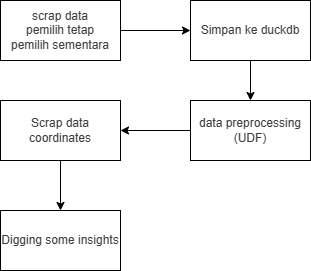 scrap data
pemilih tetap
pemilih sementara
Simpan ke duckdb
data preprocessing
(UDF)
Scrap data
coordinates
Digging some insights